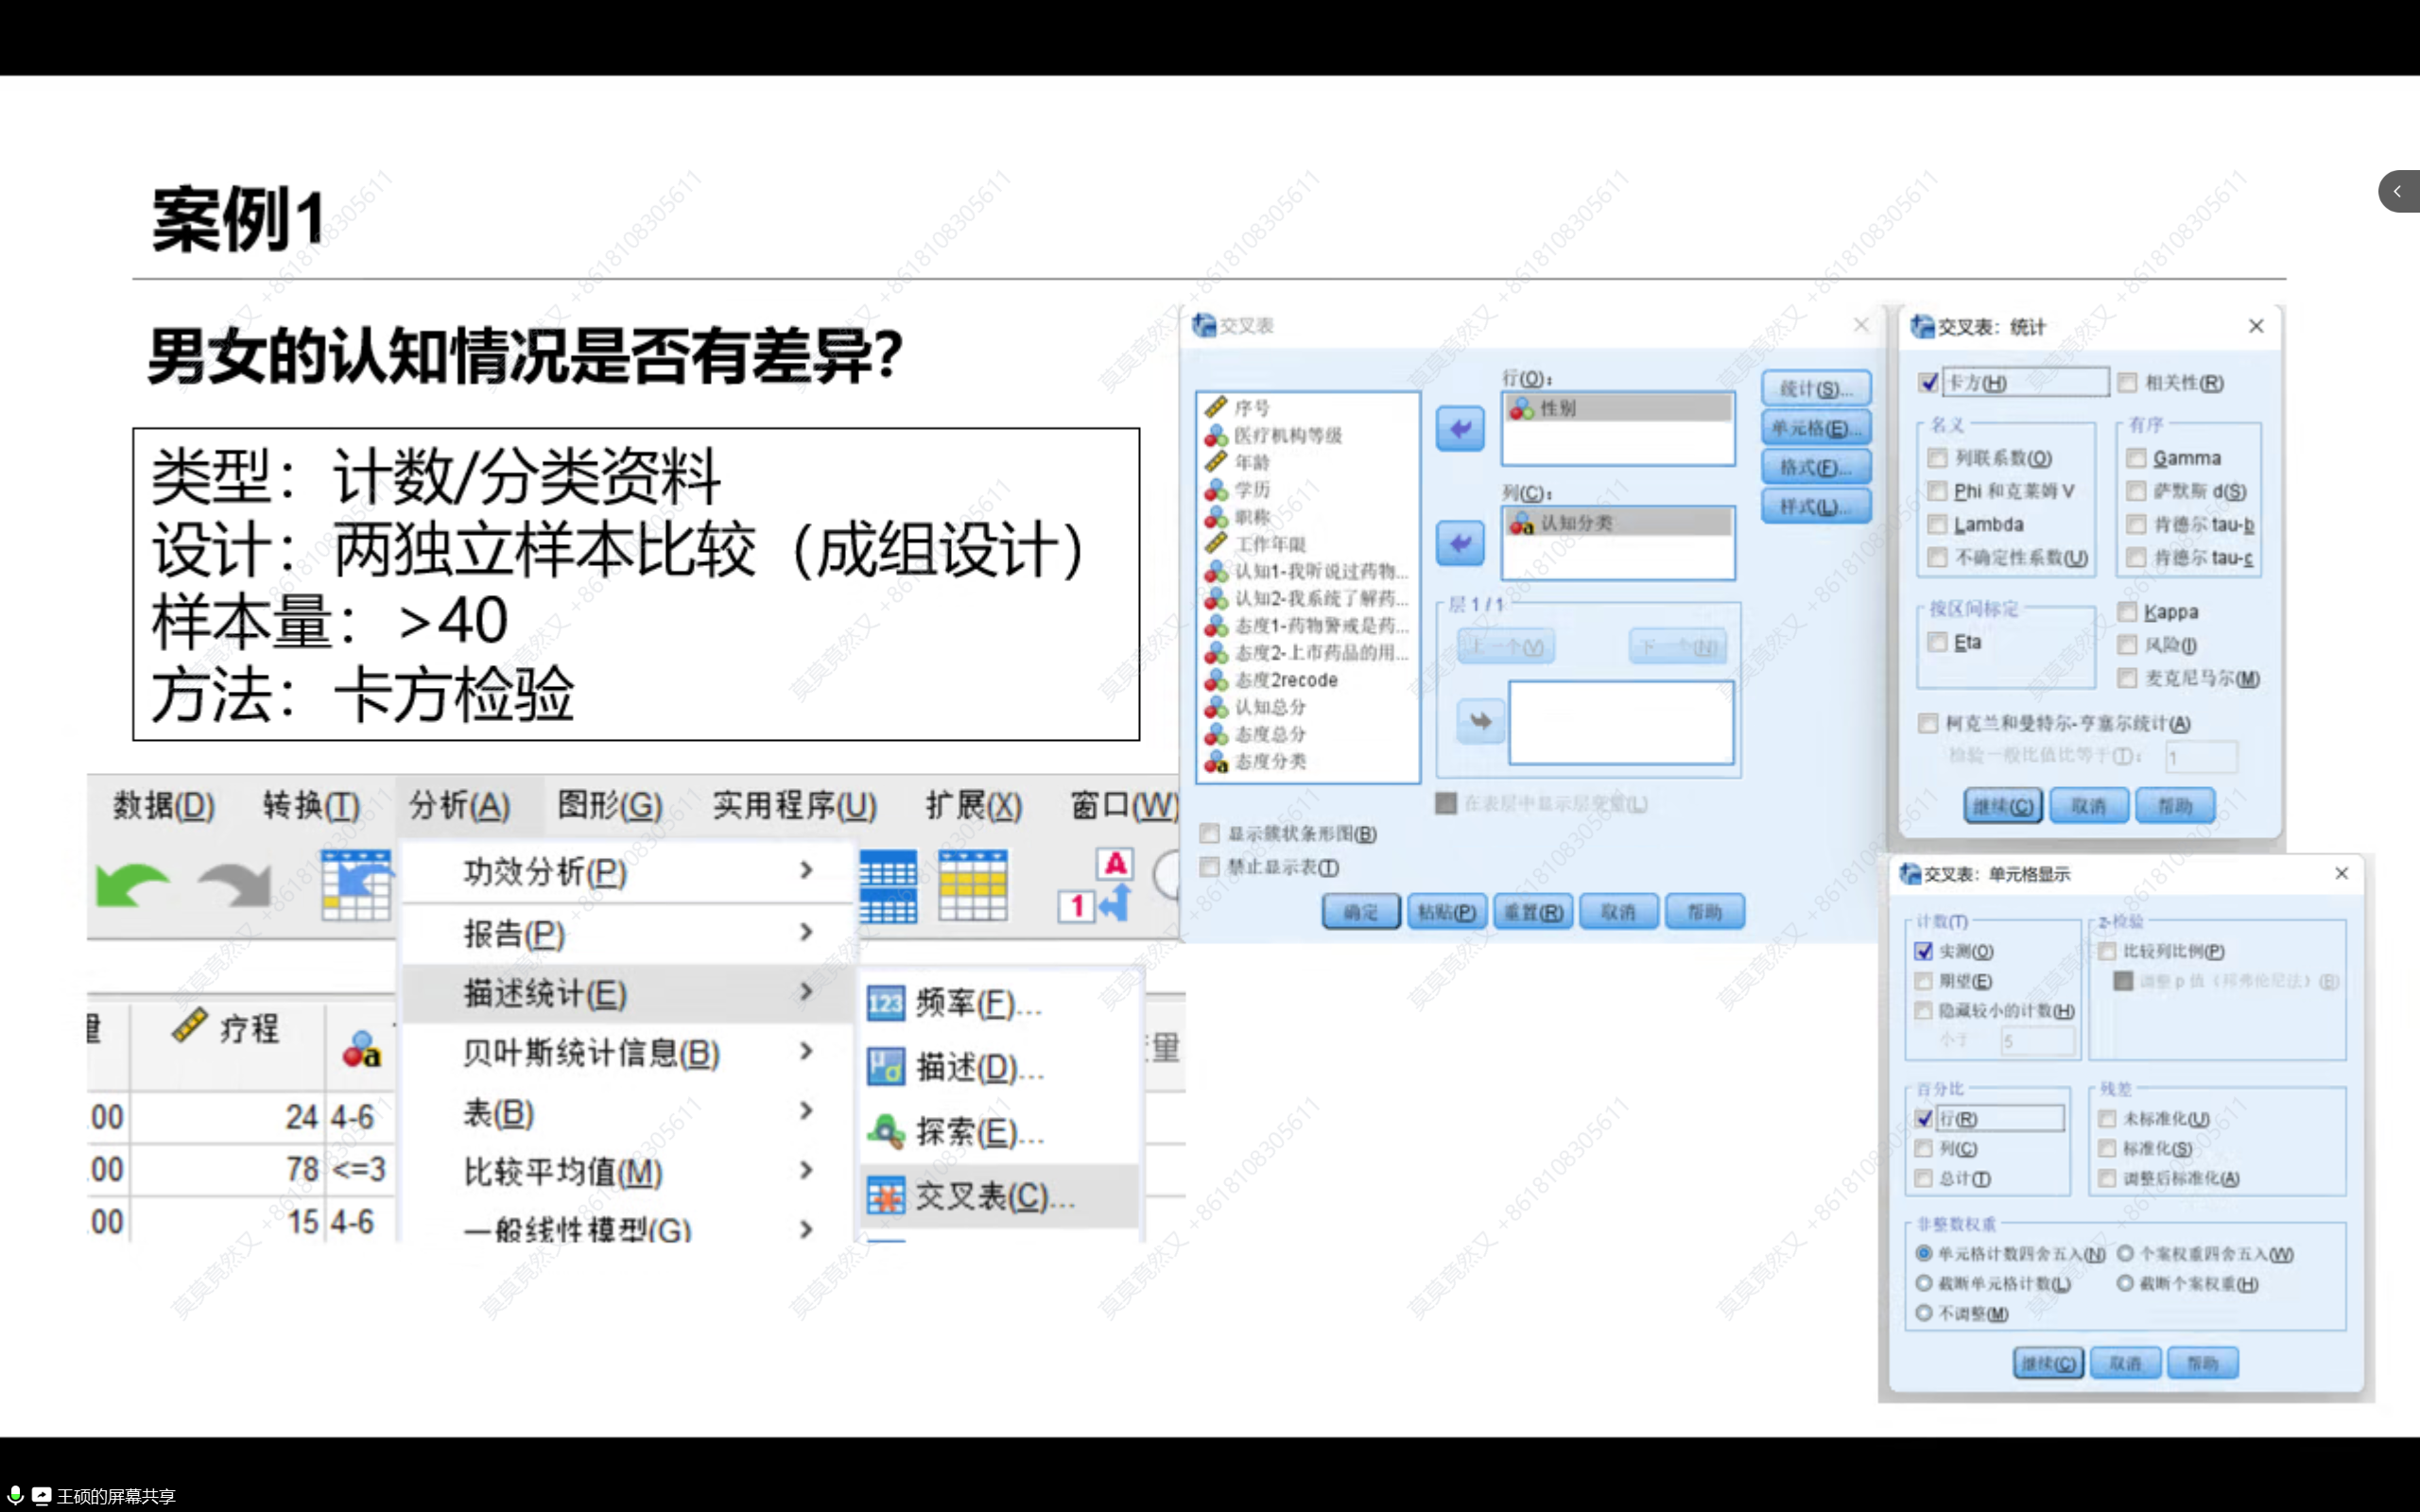 案例1
男女的认知情况是否有差异?
类型：计数/分类资料
设计：两独立样本比较（成组设计）
样本量：>40
方法：卡方检验
数据(D) 转换(T) 分析(A) 图形(G) 实用程序(U) 扩展(X) 窗口(W)
功效分析(P)
报告(P)
描述统计(E)
贝叶斯统计信息(B)
表(B)
比较平均值(M)
一般线性模型(G)
频率(F)...
描述(D)...
探索(E)...
交叉表(C)...
A
1
量 疗程 a
00 24 4-6
00 78 <=3
00 15 4-6
量
交叉表
序号
医疗机构等级
年龄
学历
职称
工作年限
认知1-我听说过药物...
认知2-我系统了解药...
态度1-药物警戒是药...
态度2-上市药品的用...
态度2recode
认知总分
态度总分
态度分类
行(O)：
性别
列(C)：
认知分类
层 1 / 1
上一个(V) 下一个(N)
在表层中显示层变量(L)
显示簇状条形图(B)
禁止显示表(T)
确定 粘贴(P) 重置(R) 取消 帮助
统计(S)...
单元格(E)...
格式(F)...
样式(L)...
交叉表：统计
卡方(H) 相关性(R)
名义 有序
列联系数(O) Gamma
Phi 和克莱姆 V 萨默斯 d(S)
Lambda 肯德尔 tau-b
不确定性系数(U) 肯德尔 tau-c
按区间标定 Kappa
Eta 风险(I)
麦克尼马尔(M)
柯克兰和曼特尔-亨塞尔统计(A)
检验一般比值比等于(T)： 1
继续(C) 取消 帮助
交叉表：单元格显示
计数(T) z-检验
实测(O) 比较列比例(P)
期望(E) 调整 p 值（邦弗伦尼法）(B)
隐藏较小的计数(H)
小于 5
百分比 残差
行(R) 未标准化(U)
列(C) 标准化(S)
总计(T) 调整后标准化(A)
非整数权重
单元格计数四舍五入(N) 个案权重四舍五入(W)
截断单元格计数(L) 截断个案权重(H)
不调整(M)
继续(C) 取消 帮助
莫莫竟然又 +8618108305611
王硕的屏幕共享